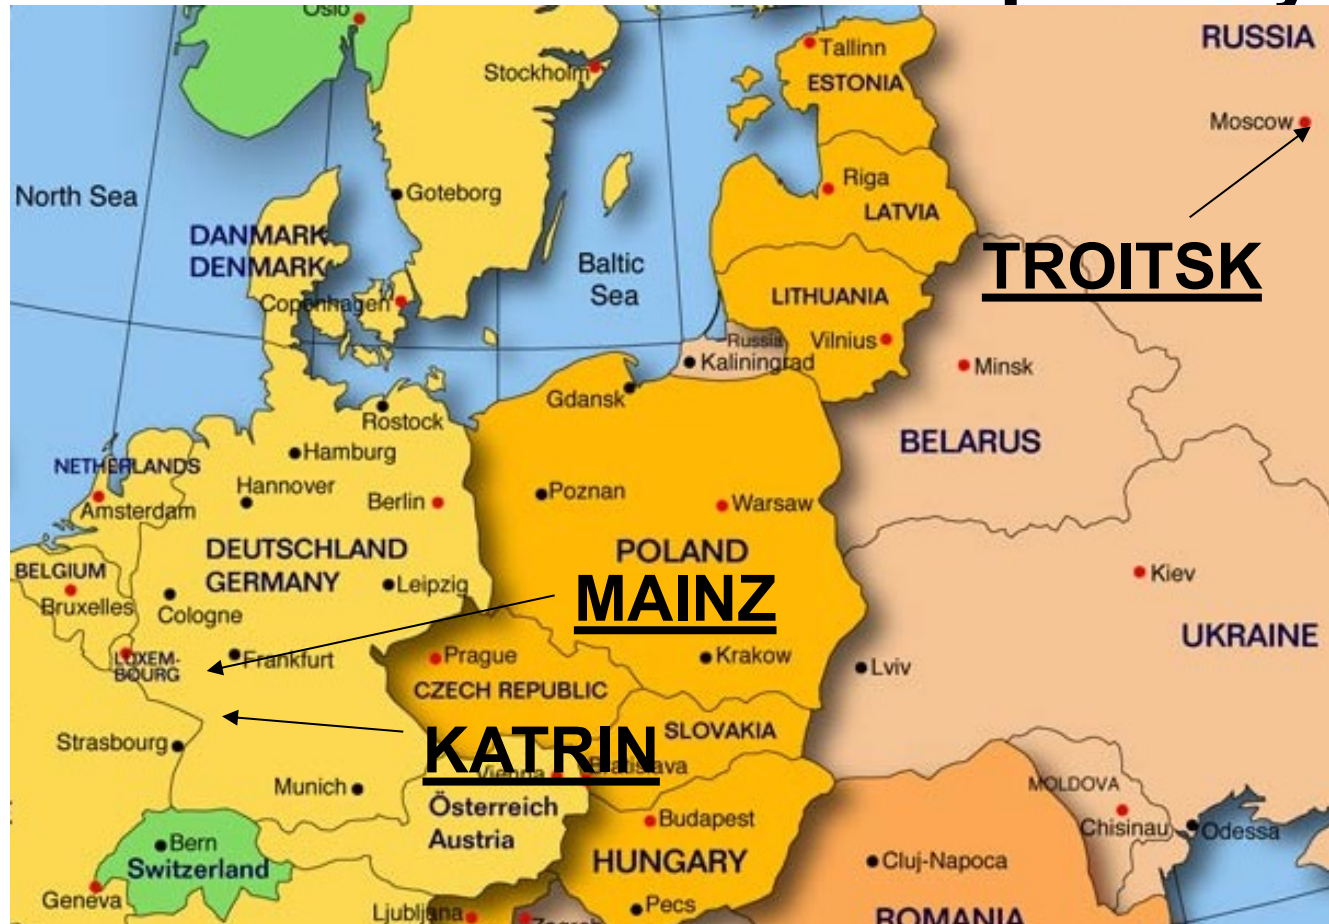 Oslo
RUSSIA
Tallinn
Stockholm
ESTONIA
Moscow
North Sea
Goteborg
Riga
LATVIA
DANMARK
DENMARK
Baltic
Sea
TROITSK
Copenhagen
LITHUANIA
Russia
Vilnius
Kaliningrad
Minsk
Gdansk
Rostock
Hamburg
BELARUS
NETHERLANDS
Hannover
Berlin
Poznan
Warsaw
Amsterdam
DEUTSCHLAND
GERMANY
POLAND
BELGIUM
Bruxelles
Cologne
Leipzig
MAINZ
Kiev
UKRAINE
LUXEM-
BOURG
Frankfurt
Prague
Krakow
Lviv
CZECH REPUBLIC
Strasbourg
KATRIN
SLOVAKIA
Vienna
Bratislava
Munich
MOLDOVA
Österreich
Austria
Budapest
Chisinau
Odessa
Bern
Switzerland
HUNGARY
Cluj-Napoca
Geneva
Ljubljana
Zagreb
Pecs
ROMANIA